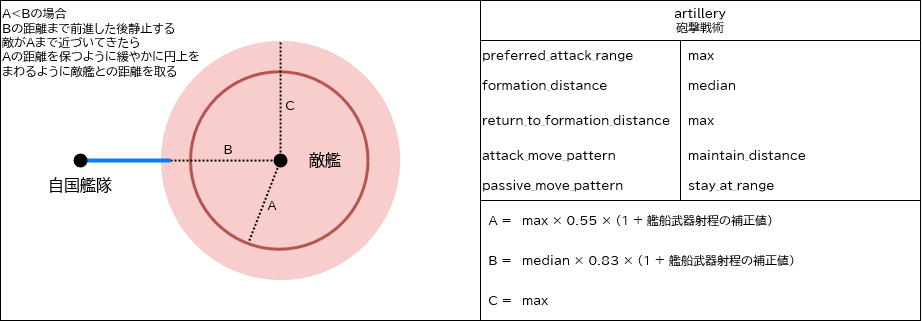 A<Bの場合
Bの距離まで前進した後静止する
敵がAまで近づいてきたら
Aの距離を保つように緩やかに円上を
まわるように敵艦との距離を取る
C
B
敵艦
自国艦隊
A
artillery
砲撃戦術
preferred_attack_range max
formation_distance median
return_to_formation_distance max
attack_move_pattern maintain_distance
passive_move_pattern stay_at_range
A = max × 0.55 × (1 + 艦船武器射程の補正値)
B = median × 0.83 × (1 + 艦船武器射程の補正値)
C = max